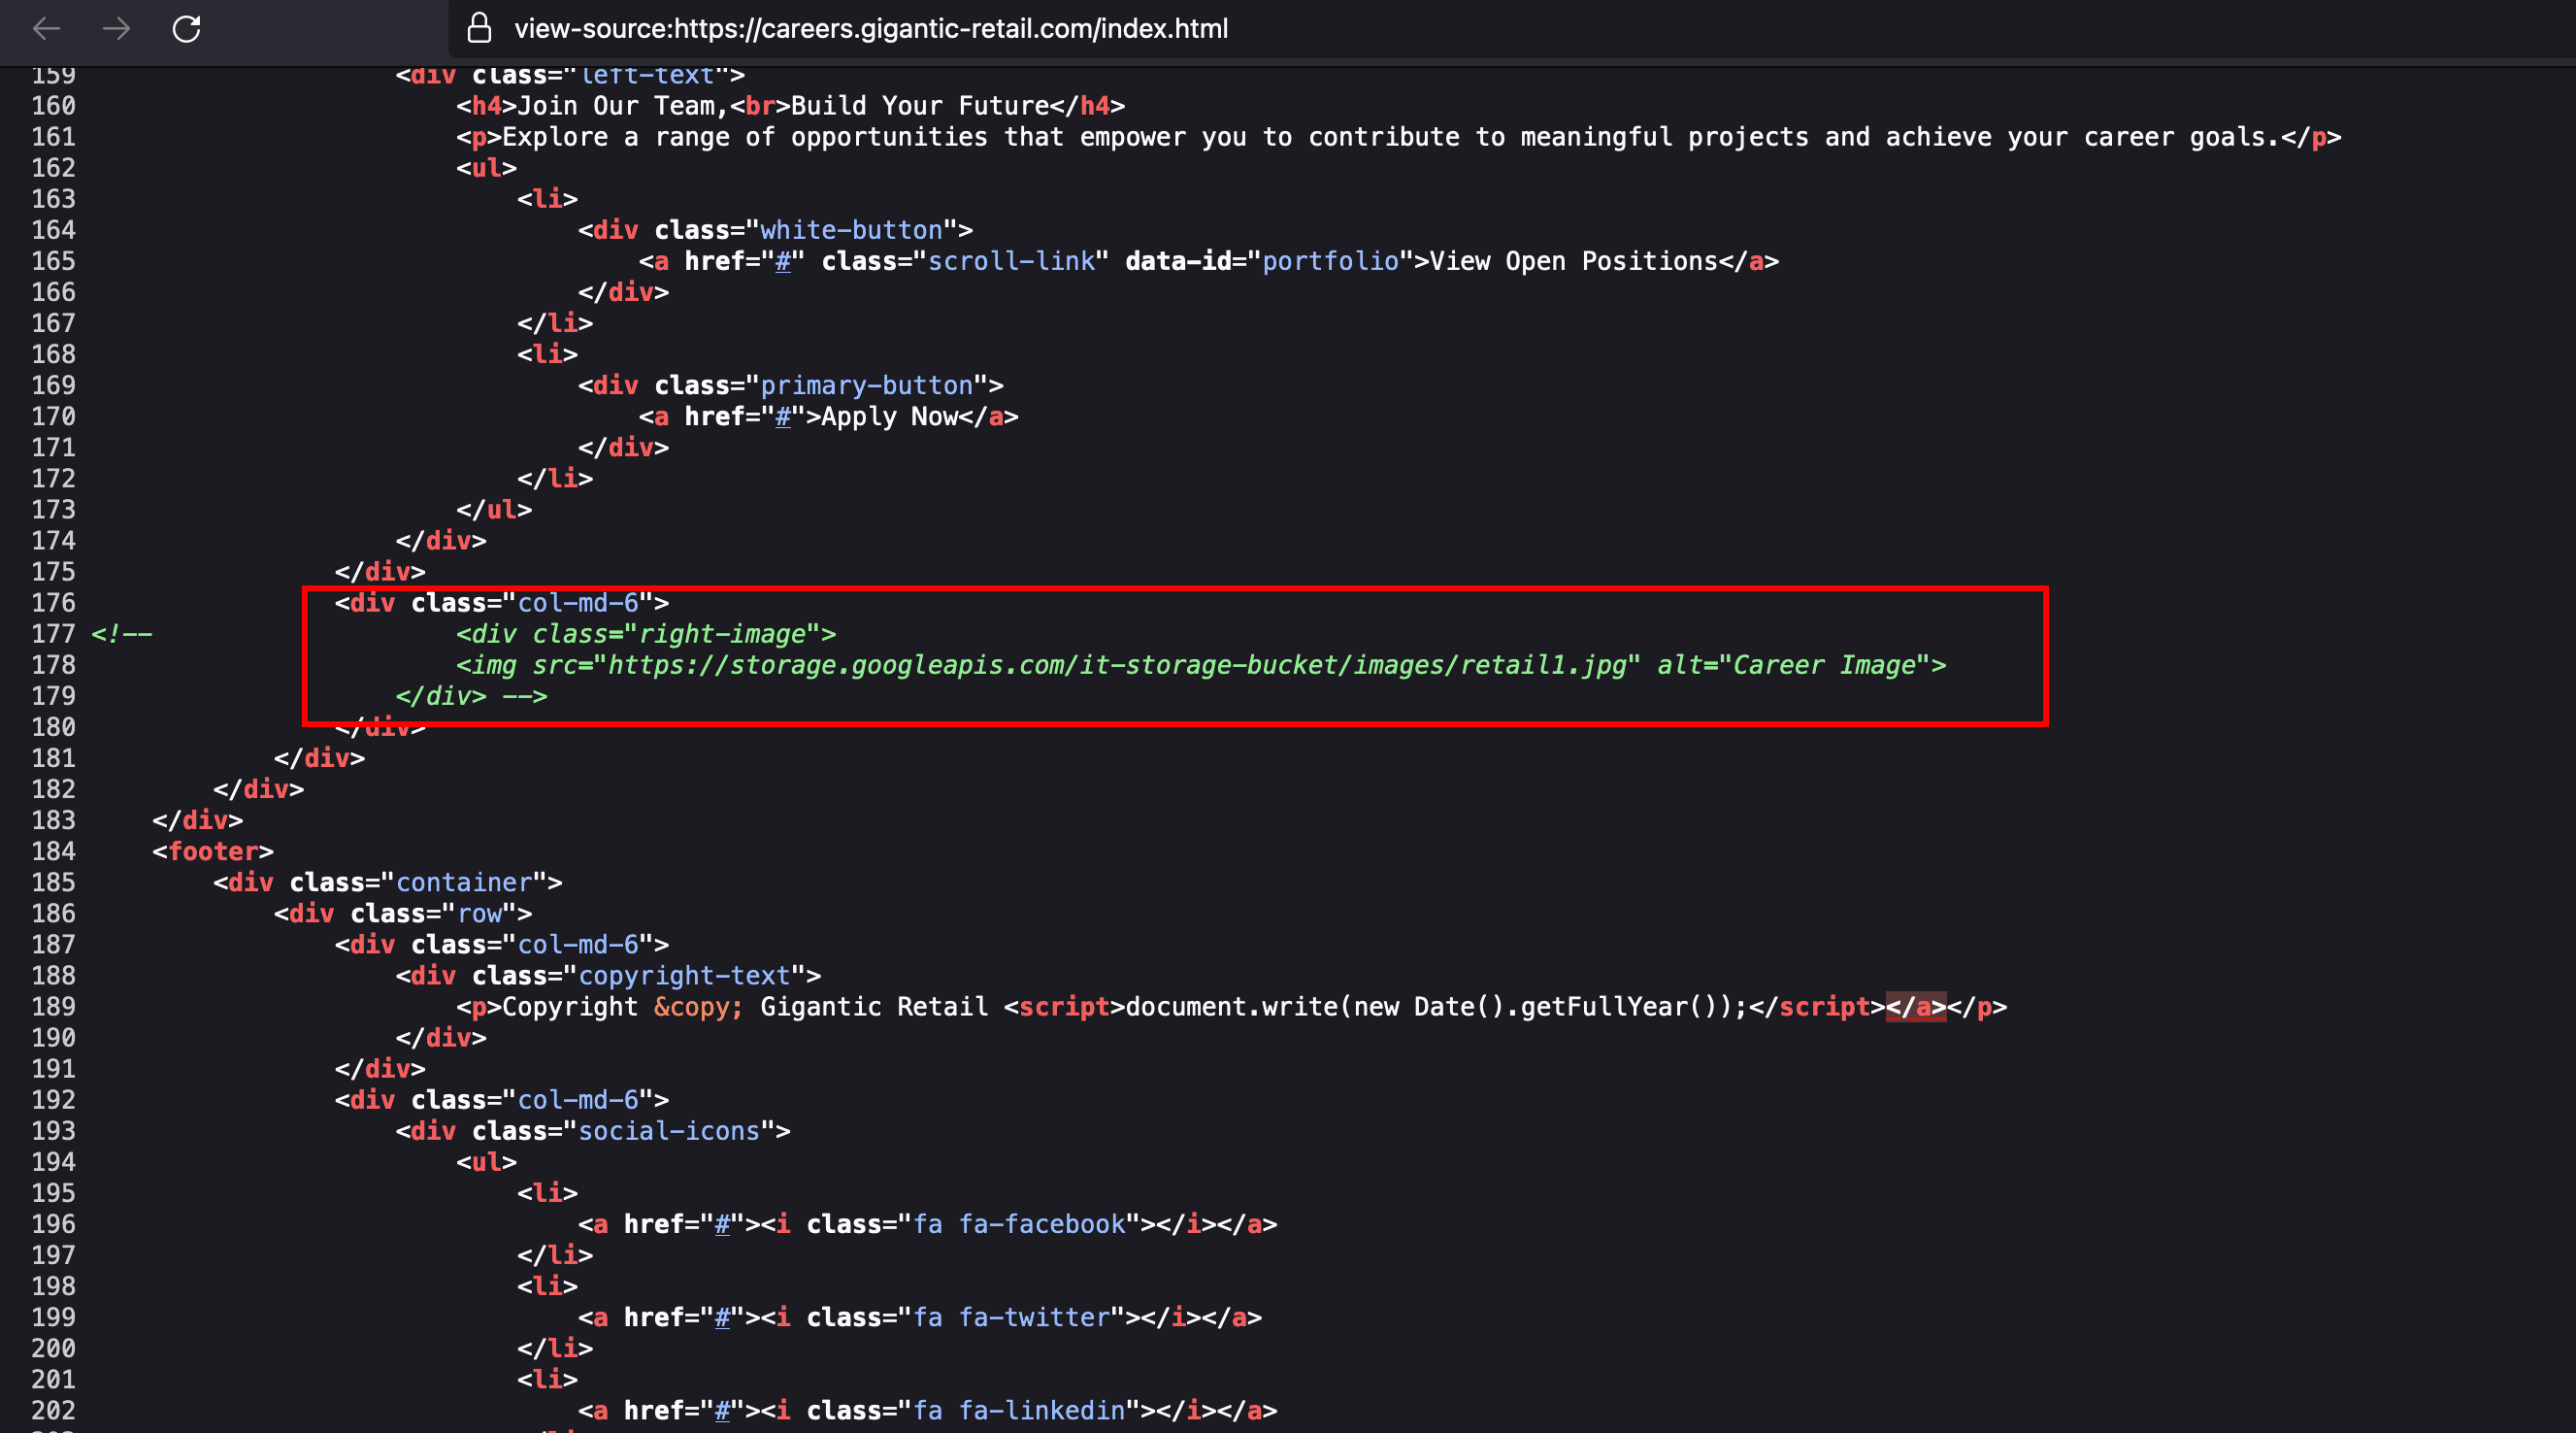 view-source:https://careers.gigantic-retail.com/index.html
159 <div class="left-text">
160 <h4>Join Our Team,<br>Build Your Future</h4>
161 <p>Explore a range of opportunities that empower you to contribute to meaningful projects and achieve your career goals.</p>
162 <ul>
163 <li>
164 <div class="white-button">
165 <a href="#" class="scroll-link" data-id="portfolio">View Open Positions</a>
166 </div>
167 </li>
168 <li>
169 <div class="primary-button">
170 <a href="#">Apply Now</a>
171 </div>
172 </li>
173 </ul>
174 </div>
175 </div>
176 <div class="col-md-6">
177 <!-- <div class="right-image">
178 <img src="https://storage.googleapis.com/it-storage-bucket/images/retail1.jpg" alt="Career Image">
179 </div> -->
180 </div>
181 </div>
182 </div>
183 </div>
184 <footer>
185 <div class="container">
186 <div class="row">
187 <div class="col-md-6">
188 <div class="copyright-text">
189 <p>Copyright &copy; Gigantic Retail <script>document.write(new Date().getFullYear());</script></a></p>
190 </div>
191 </div>
192 <div class="col-md-6">
193 <div class="social-icons">
194 <ul>
195 <li>
196 <a href="#"><i class="fa fa-facebook"></i></a>
197 </li>
198 <li>
199 <a href="#"><i class="fa fa-twitter"></i></a>
200 </li>
201 <li>
202 <a href="#"><i class="fa fa-linkedin"></i></a>